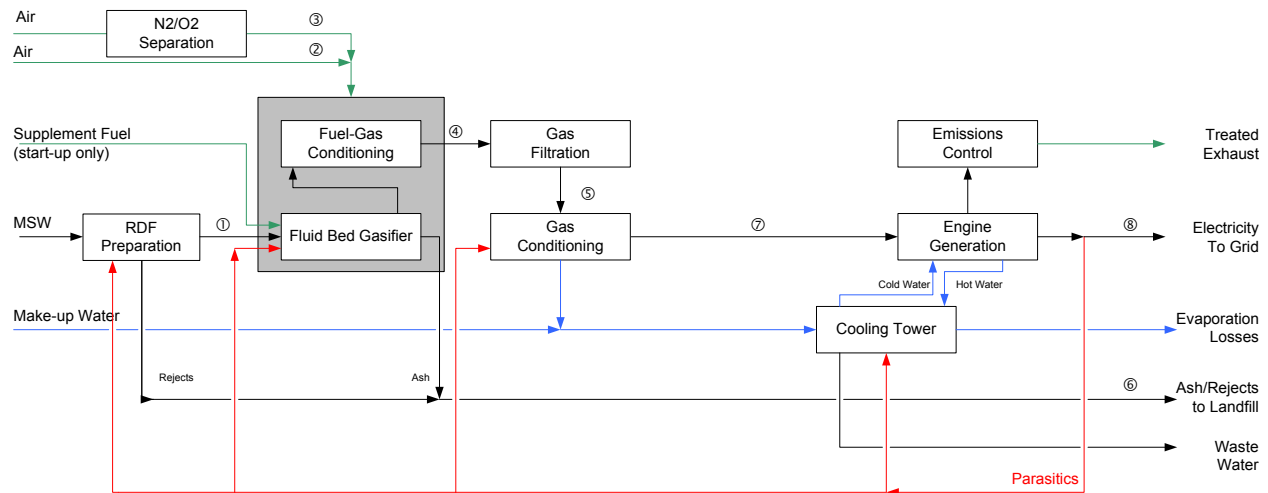 Air
N2/O2
Separation
③
Air
②
Supplement Fuel
(start-up only)
Fuel-Gas
Conditioning
④
Gas
Filtration
Emissions
Control
Treated
Exhaust
⑤
MSW
RDF
Preparation
①
Fluid Bed Gasifier
Gas
Conditioning
⑦
Engine
Generation
⑧
Electricity
To Grid
Cold Water
Hot Water
Make-up Water
Cooling Tower
Evaporation
Losses
Rejects
Ash
⑥
Ash/Rejects
to Landfill
Waste
Water
Parasitics